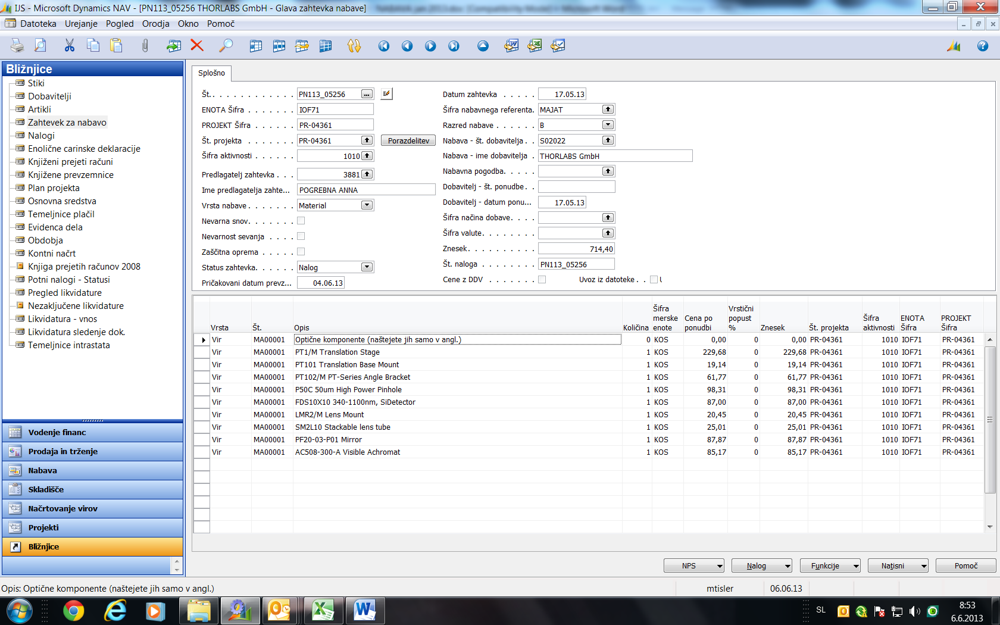 IJS - Microsoft Dynamics NAV - [PN113_05256 THORLABS GmbH - Glava zahtevka nabave]
Datoteka Urejanje Pogled Orodja Okno Pomoč
Bližnjice
Stiki
Dobavitelji
Artikli
Zahtevek za nabavo
Nalogi
Enolične carinske deklaracije
Knjiženi prejeti računi
Knjižene prevzemnice
Plan projekta
Osnovna sredstva
Temeljnice plačil
Evidenca dela
Obdobja
Kontni načrt
Knjiga prejetih računov 2008
Potni nalogi - Statusi
Pregled likvidature
Nezaključene likvidature
Likvidatura - vnos
Likvidatura sledenje dok.
Temeljnice intrastata
Vodenje financ
Prodaja in trženje
Nabava
Skladišče
Načrtovanje virov
Projekti
Bližnjice
Splošno
Št. PN113_05256
ENOTA Šifra IOF71
PROJEKT Šifra PR-04361
Št. projekta PR-04361 Porazdelitev
Šifra aktivnosti 1010
Predlagatelj zahtevka 3881
Ime predlagatelja zahte... POGREBNA ANNA
Vrsta nabave Material
Nevarna snov
Nevarnost sevanja
Zaščitna oprema
Status zahtevka Nalog
Pričakovani datum prevz... 04.06.13
Datum zahtevka 17.05.13
Šifra nabavnega referenta MAJAT
Razred nabave B
Nabava - št. dobavitelja S02022
Nabava - ime dobavitelja THORLABS GmbH
Nabavna pogodba
Dobavitelj - št. ponudbe
Dobavitelj - datum ponu... 17.05.13
Šifra načina dobave
Šifra valute
Znesek 714,40
Št. naloga PN113_05256
Cene z DDV Uvoz iz datoteke
Vrsta Št. Opis Količina Šifra merske enote Cena po ponudbi Vrstični popust % Znesek Št. projekta Šifra aktivnosti ENOTA Šifra PROJEKT Šifra
Vir MA00001 Optične komponente (naštejete jih samo v angl.) 0 KOS 0,00 0 0,00 PR-04361 1010 IOF71 PR-04361
Vir MA00001 PT1/M Translation Stage 1 KOS 229,68 0 229,68 PR-04361 1010 IOF71 PR-04361
Vir MA00001 PT101 Translation Base Mount 1 KOS 19,14 0 19,14 PR-04361 1010 IOF71 PR-04361
Vir MA00001 PT102/M PT-Series Angle Bracket 1 KOS 61,77 0 61,77 PR-04361 1010 IOF71 PR-04361
Vir MA00001 P50C 50um High Power Pinhole 1 KOS 98,31 0 98,31 PR-04361 1010 IOF71 PR-04361
Vir MA00001 FDS10X10 340-1100nm, SiDetector 1 KOS 87,00 0 87,00 PR-04361 1010 IOF71 PR-04361
Vir MA00001 LMR2/M Lens Mount 1 KOS 20,45 0 20,45 PR-04361 1010 IOF71 PR-04361
Vir MA00001 SM2L10 Stackable lens tube 1 KOS 25,01 0 25,01 PR-04361 1010 IOF71 PR-04361
Vir MA00001 PF20-03-P01 Mirror 1 KOS 87,87 0 87,87 PR-04361 1010 IOF71 PR-04361
Vir MA00001 AC508-300-A Visible Achromat 1 KOS 85,17 0 85,17 PR-04361 1010 IOF71 PR-04361
NPS Nalog Funkcije Natisni Pomoč
Opis: Optične komponente (naštejete jih samo v angl.) mtisler 06.06.13
SL 8:53
6.6.2013